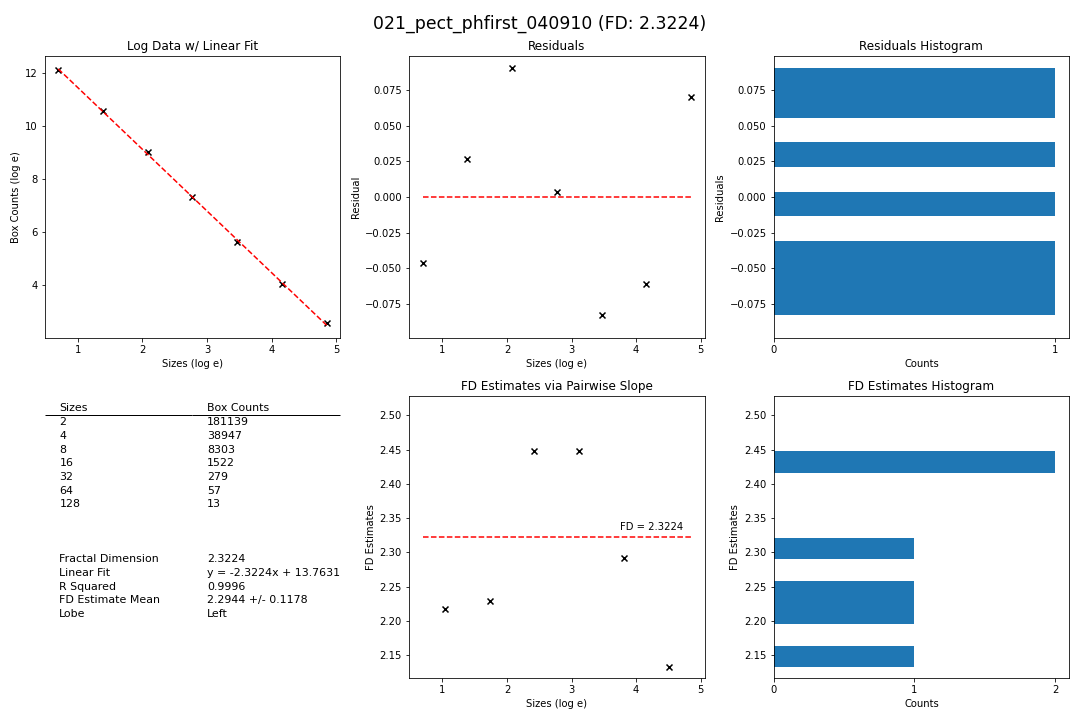 021_pect_phfirst_040910 (FD: 2.3224)
Log Data w/ Linear Fit
Box Counts (log e)
12
10
8
6
4
1 2 3 4 5
Sizes (log e)
Residuals
Residual
0.075
0.050
0.025
0.000
−0.025
−0.050
−0.075
1 2 3 4 5
Sizes (log e)
Residuals Histogram
Residuals
0.075
0.050
0.025
0.000
−0.025
−0.050
−0.075
0 1
Counts
Sizes Box Counts
2 181139
4 38947
8 8303
16 1522
32 279
64 57
128 13
Fractal Dimension 2.3224
Linear Fit y = -2.3224x + 13.7631
R Squared 0.9996
FD Estimate Mean 2.2944 +/- 0.1178
Lobe Left
FD Estimates via Pairwise Slope
FD Estimates
2.50
2.45
2.40
2.35
2.30
2.25
2.20
2.15
FD = 2.3224
1 2 3 4 5
Sizes (log e)
FD Estimates Histogram
FD Estimates
2.50
2.45
2.40
2.35
2.30
2.25
2.20
2.15
0 1 2
Counts